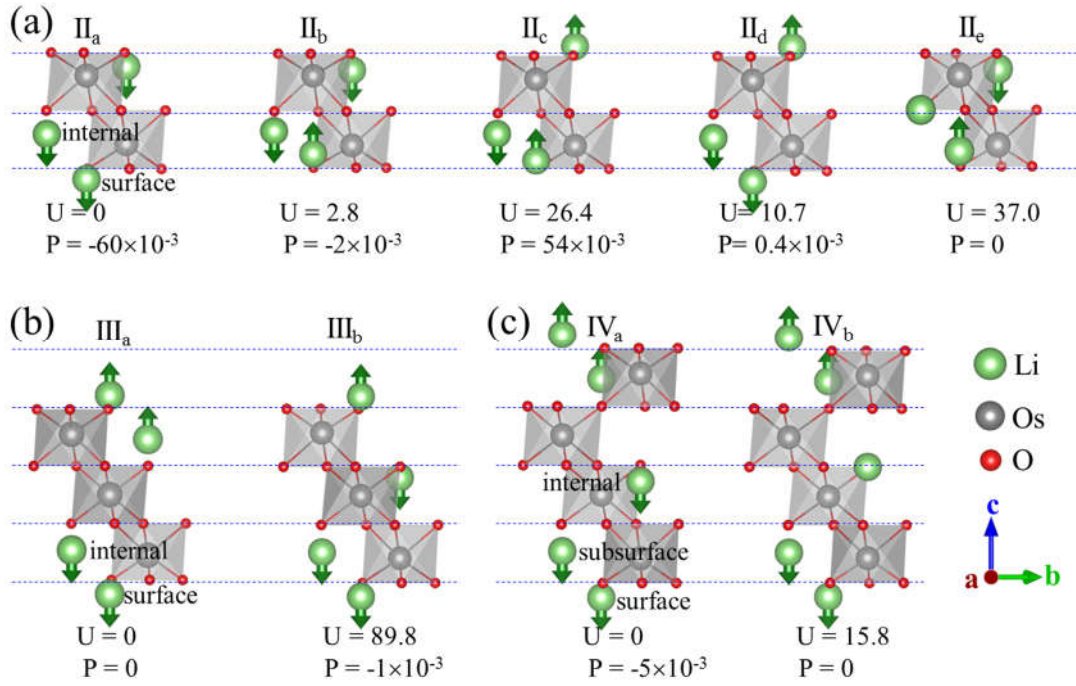 (a)
IIa IIb IIc IId IIe
internal
surface
U = 0 U = 2.8 U = 26.4 U= 10.7 U = 37.0
P = -60×10⁻³ P = -2×10⁻³ P = 54×10⁻³ P= 0.4×10⁻³ P = 0
(b) IIIa IIIb (c) IVa IVb
Li
Os
O
internal
internal subsurface
surface surface
c
a b
U = 0 U = 89.8 U = 0 U = 15.8
P = 0 P = -1×10⁻³ P = -5×10⁻³ P = 0